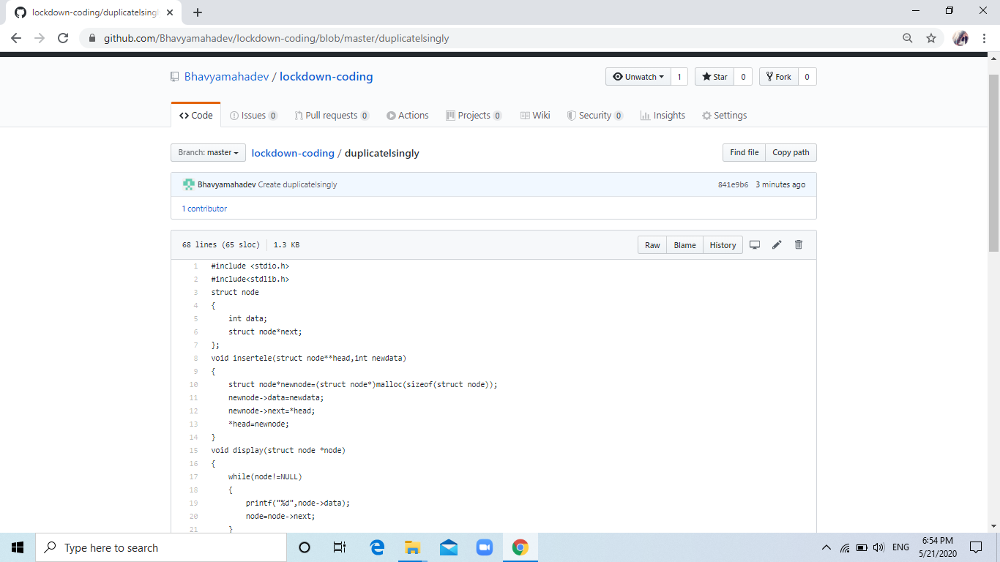 lockdown-coding/duplicatelsingly
github.com/Bhavyamahadev/lockdown-coding/blob/master/duplicatelsingly
Bhavyamahadev / lockdown-coding
Unwatch 1 Star 0 Fork 0
Code Issues 0 Pull requests 0 Actions Projects 0 Wiki Security 0 Insights Settings
Branch: master lockdown-coding / duplicatelsingly Find file Copy path
Bhavyamahadev Create duplicatelsingly 841e9b6 3 minutes ago
1 contributor
68 lines (65 sloc) 1.3 KB Raw Blame History
1 #include <stdio.h>
2 #include<stdlib.h>
3 struct node
4 {
5 int data;
6 struct node*next;
7 };
8 void insertele(struct node**head,int newdata)
9 {
10 struct node*newnode=(struct node*)malloc(sizeof(struct node));
11 newnode->data=newdata;
12 newnode->next=*head;
13 *head=newnode;
14 }
15 void display(struct node *node)
16 {
17 while(node!=NULL)
18 {
19 printf("%d",node->data);
20 node=node->next;
21 }
Type here to search
ENG
6:54 PM
5/21/2020